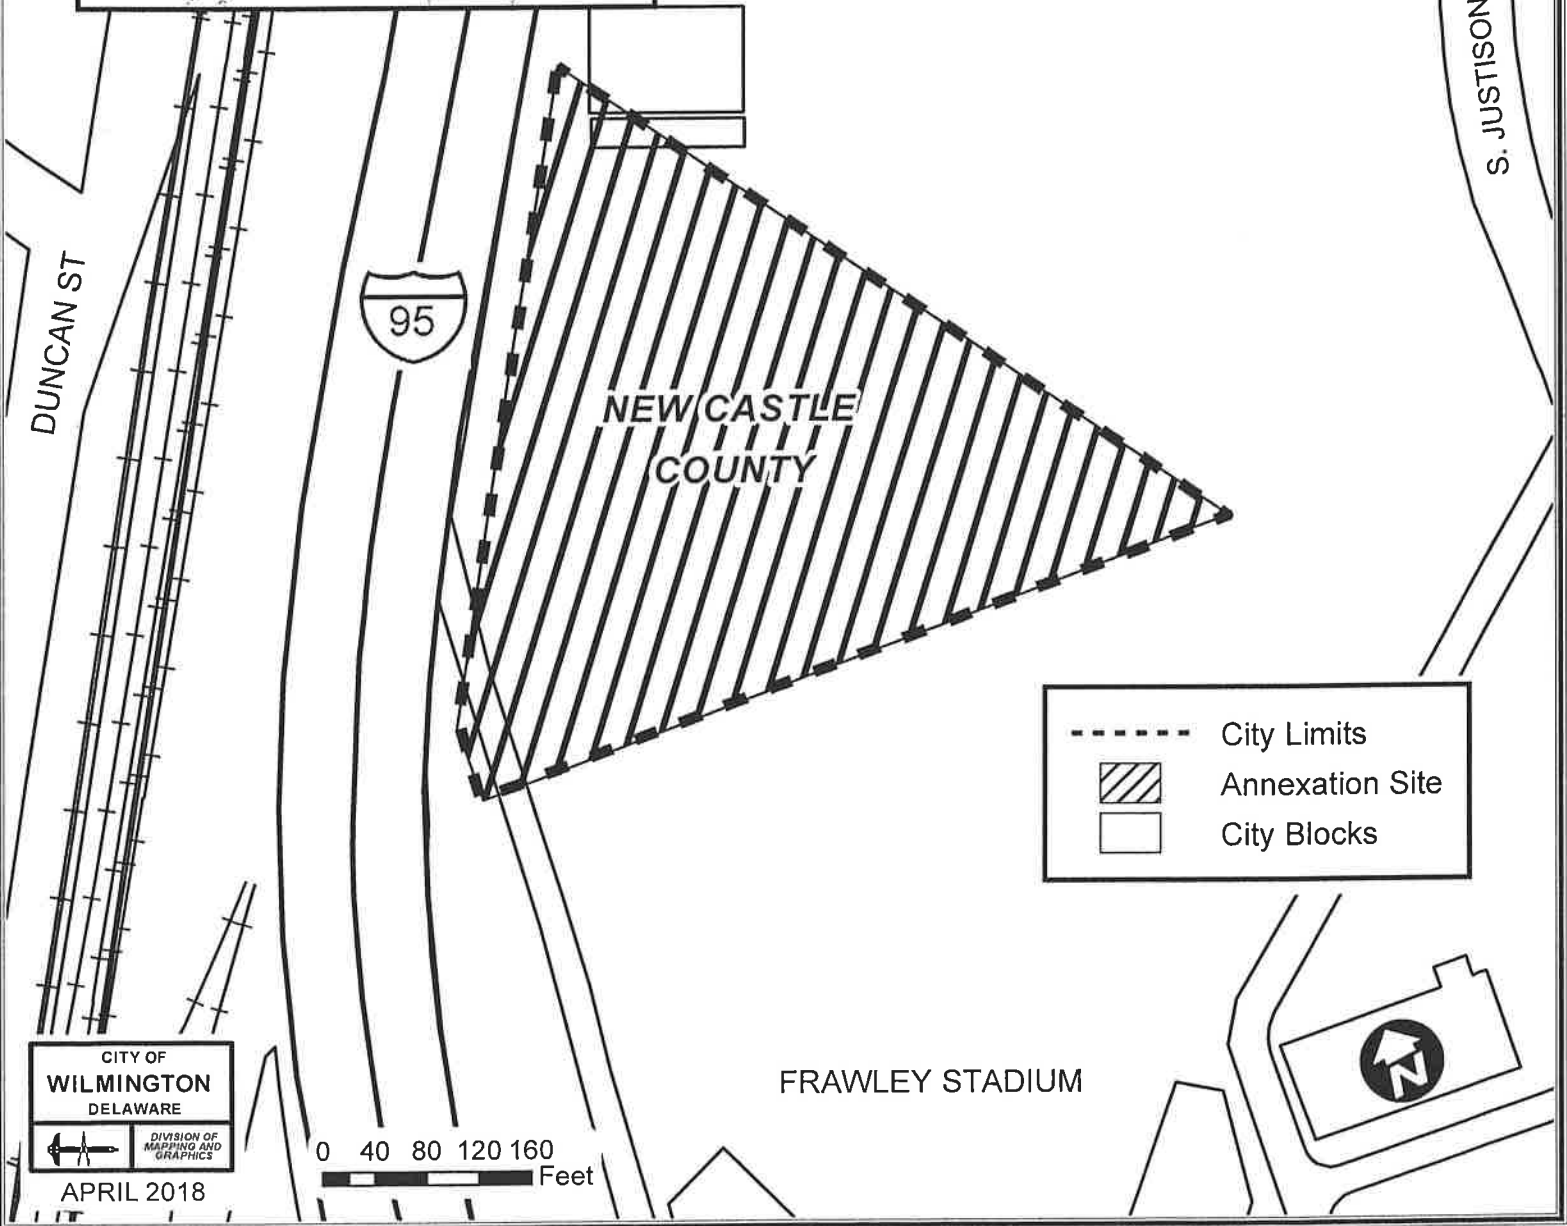 S. JUSTISON
DUNCAN ST
95
NEW CASTLE
COUNTY
City Limits
Annexation Site
City Blocks
FRAWLEY STADIUM
N
CITY OF
WILMINGTON
DELAWARE
DIVISION OF
MAPPING AND
GRAPHICS
APRIL 2018
0 40 80 120 160
Feet